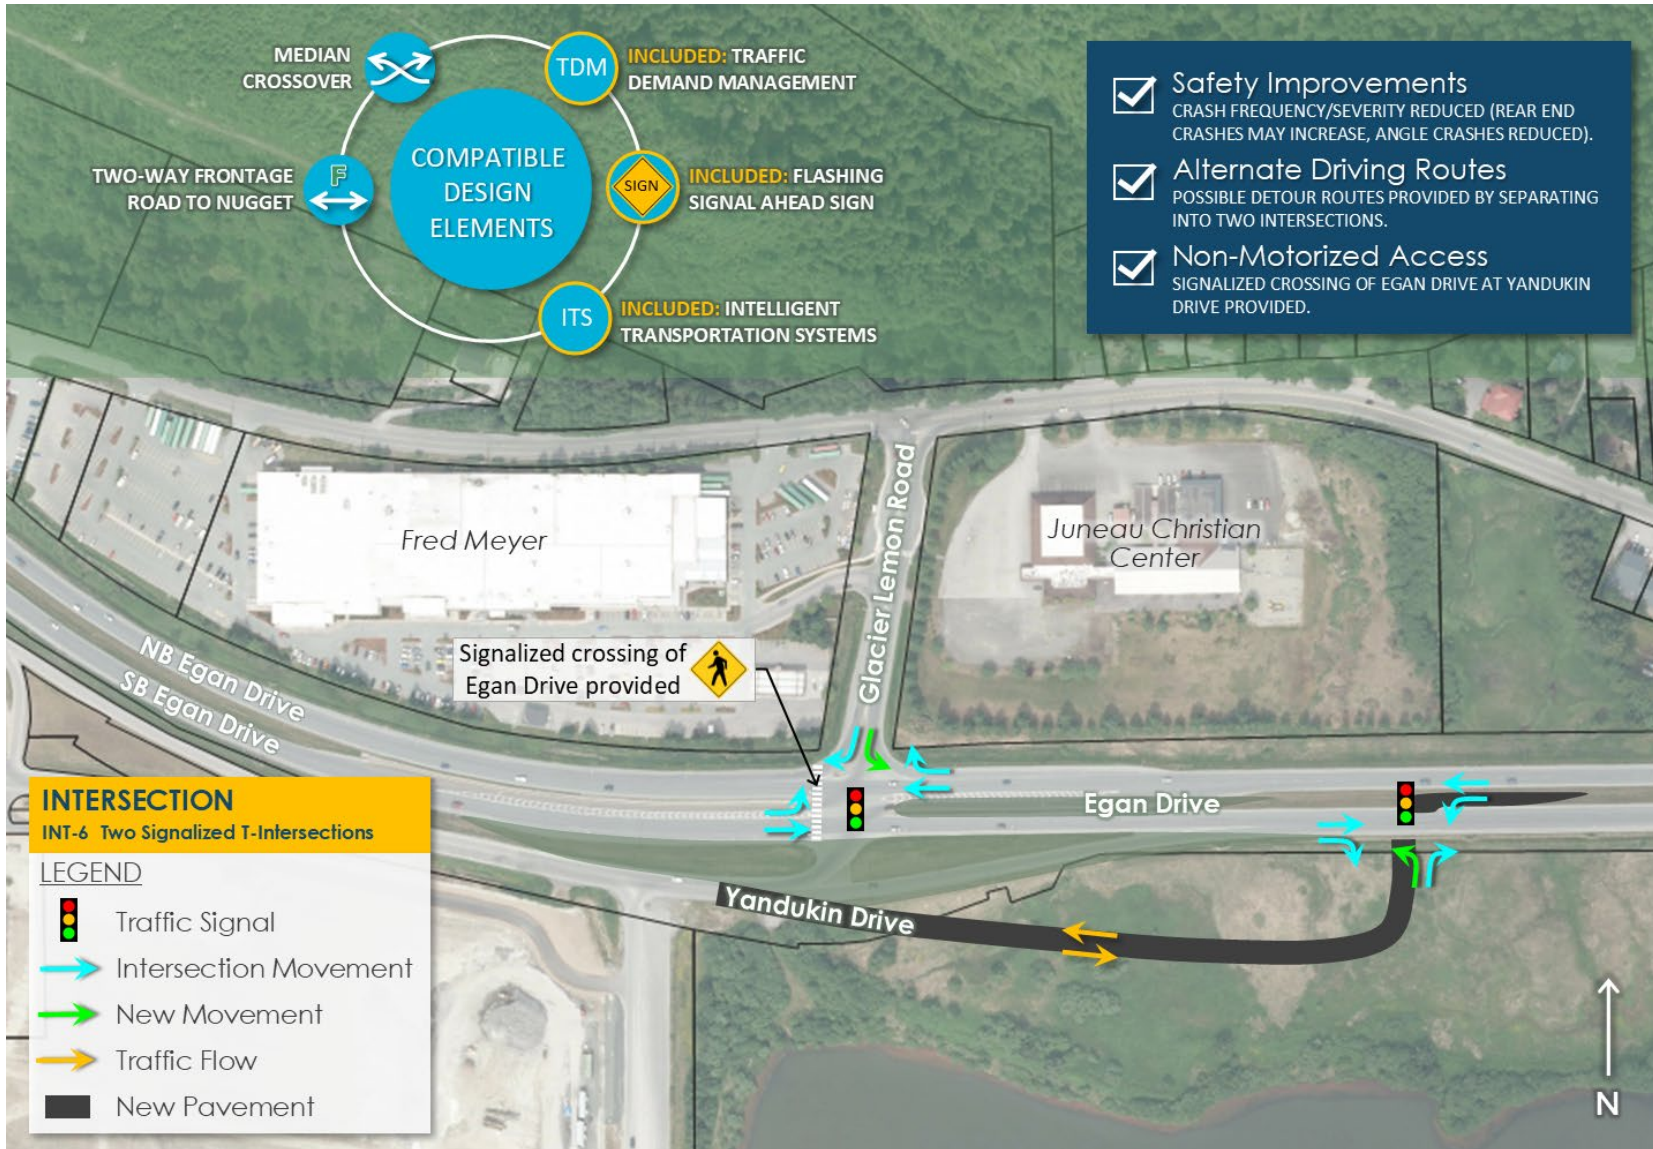 MEDIAN
CROSSOVER
TDM
INCLUDED: TRAFFIC
DEMAND MANAGEMENT
TWO-WAY FRONTAGE
ROAD TO NUGGET
F
COMPATIBLE
DESIGN
ELEMENTS
SIGN
INCLUDED: FLASHING
SIGNAL AHEAD SIGN
ITS
INCLUDED: INTELLIGENT
TRANSPORTATION SYSTEMS
Safety Improvements
CRASH FREQUENCY/SEVERITY REDUCED (REAR END
CRASHES MAY INCREASE, ANGLE CRASHES REDUCED).
Alternate Driving Routes
POSSIBLE DETOUR ROUTES PROVIDED BY SEPARATING
INTO TWO INTERSECTIONS.
Non-Motorized Access
SIGNALIZED CROSSING OF EGAN DRIVE AT YANDUKIN
DRIVE PROVIDED.
Fred Meyer
Glacier Lemon Road
Juneau Christian
Center
Signalized crossing of
Egan Drive provided
NB Egan Drive
SB Egan Drive
Egan Drive
Yandukin Drive
INTERSECTION
INT-6 Two Signalized T-Intersections
LEGEND
Traffic Signal
Intersection Movement
New Movement
Traffic Flow
New Pavement
N